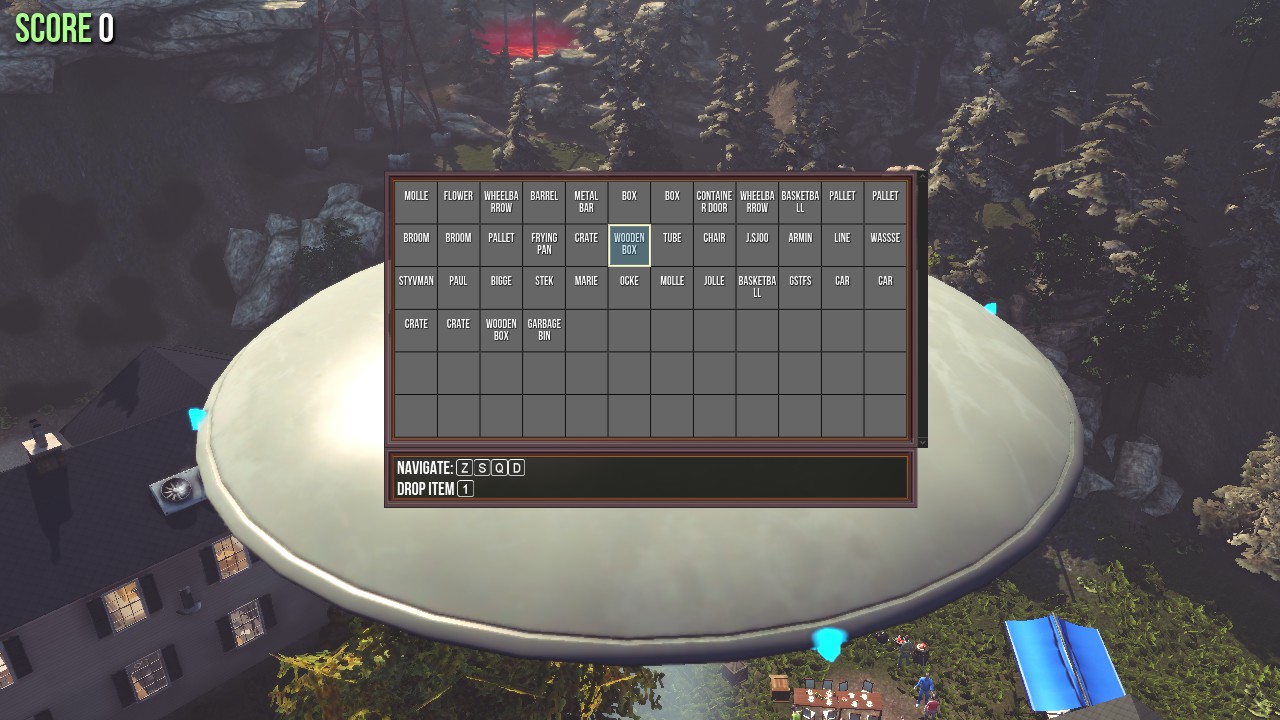 SCORE 0
MOLLE FLOWER WHEELBA RROW BARREL METAL BAR BOX BOX CONTAINE R DOOR WHEELBA RROW BASKETBA LL PALLET PALLET
BROOM BROOM PALLET FRYING PAN CRATE WOODEN BOX TUBE CHAIR J.SJOO ARMIN LINE WASSSE
STYVMAN PAUL BIGGE STEK MARIE OCKE MOLLE JOLLE BASKETBA LL GSTFS CAR CAR
CRATE CRATE WOODEN BOX GARBAGE BIN
NAVIGATE: Z S Q D
DROP ITEM 1